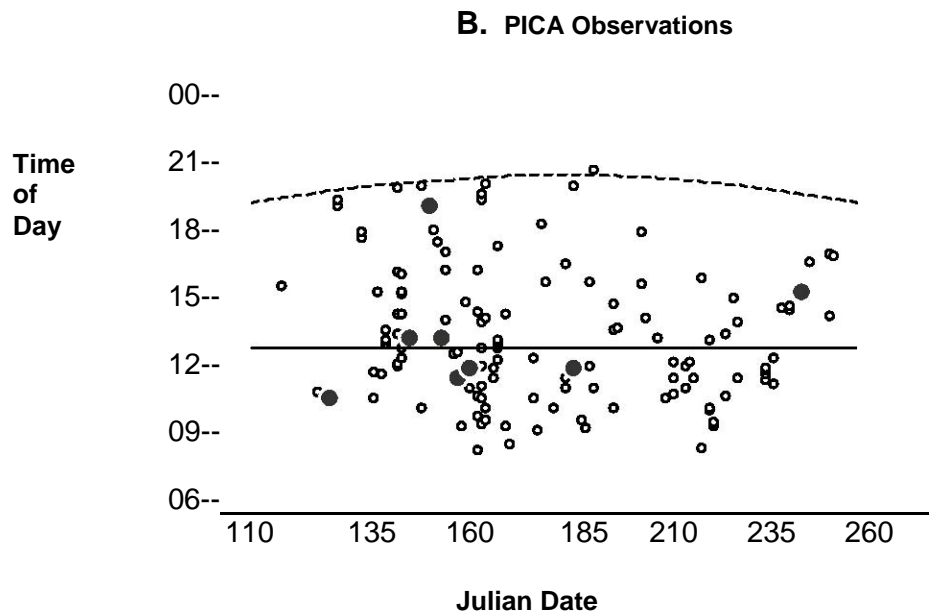 B. PICA Observations
00--
Time
of
Day
21--
18--
15--
12--
09--
06--
110 135 160 185 210 235 260
Julian Date